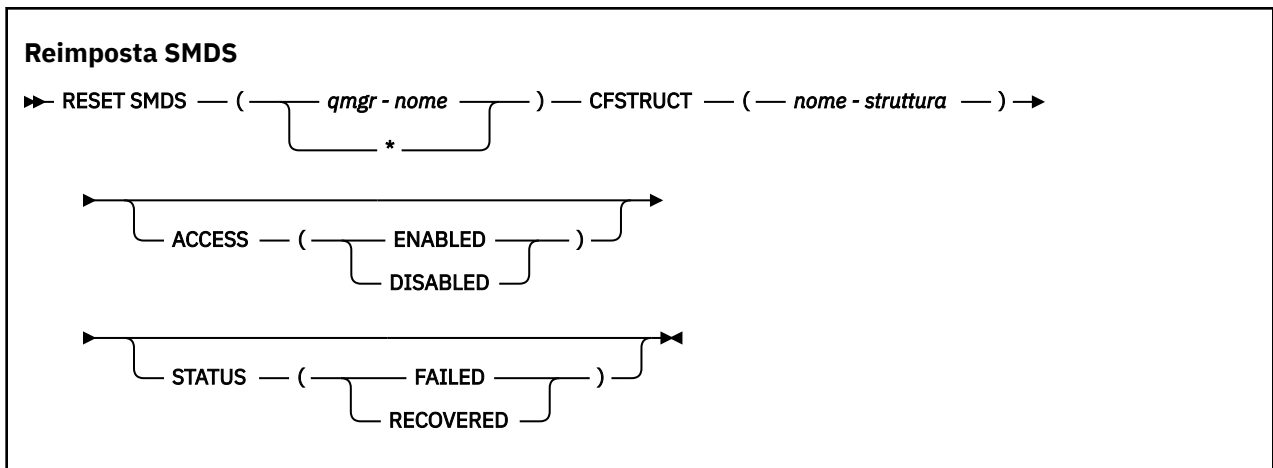 Reimposta SMDS
RESET SMDS — ( — qmgr - nome — ) — CFSTRUCT — ( — nome - struttura — )
*
ACCESS — ( — ENABLED — )
DISABLED
STATUS — ( — FAILED — )
RECOVERED